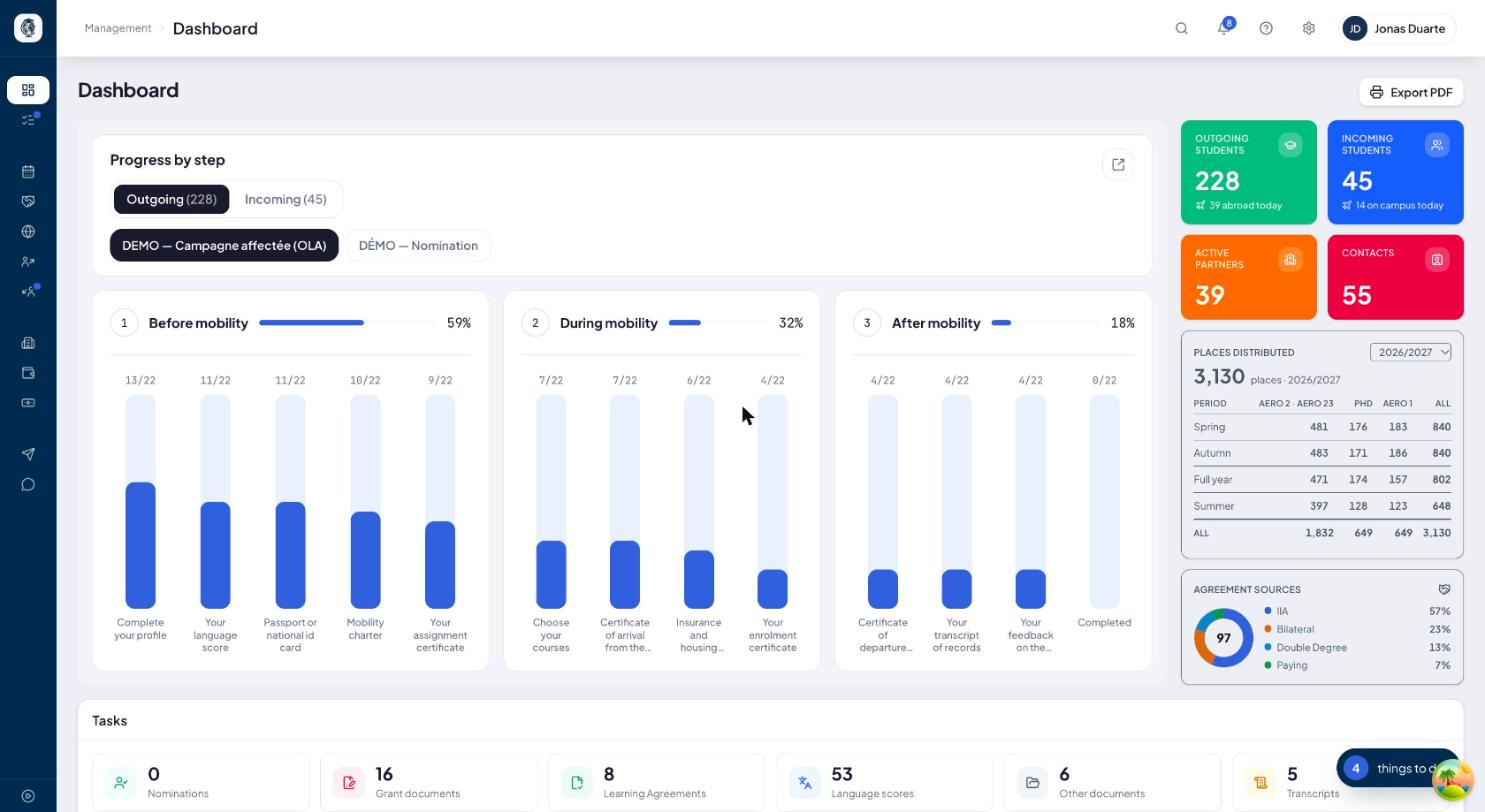 Management
Dashboard
8
JD
Jonas Duarte
Dashboard
Export PDF
Progress by step
Outgoing (228)
Incoming (45)
DEMO — Campagne affectée (OLA)
DÉMO — Nomination
1
Before mobility
59%
13/22
11/22
11/22
10/22
9/22
Complete
your profile
Your
language
score
Passport or
national id
card
Mobility
charter
Your
assignment
certificate
2
During mobility
32%
7/22
7/22
6/22
4/22
Choose
your
courses
Certificate
of arrival
from the...
Insurance
and
housing...
Your
enrolment
certificate
3
After mobility
18%
4/22
4/22
4/22
0/22
Certificate
of
departure...
Your
transcript
of records
Your
feedback
on the...
Completed
OUTGOING
STUDENTS
228
39 abroad today
INCOMING
STUDENTS
45
14 on campus today
ACTIVE
PARTNERS
39
CONTACTS
55
PLACES DISTRIBUTED
2026/2027
3,130 places · 2026/2027
PERIOD AERO 2 · AERO 23 PHD AERO 1 ALL
Spring 481 176 183 840
Autumn 483 171 186 840
Full year 471 174 157 802
Summer 397 128 123 648
ALL 1,832 649 649 3,130
AGREEMENT SOURCES
97
IIA 57%
Bilateral 23%
Double Degree 13%
Paying 7%
Tasks
0
Nominations
16
Grant documents
8
Learning Agreements
53
Language scores
6
Other documents
5
Transcripts
4 things to d